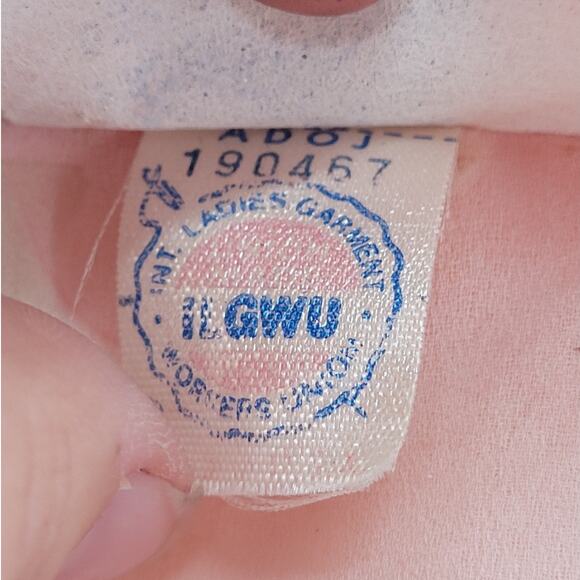 190467
INT. LADIES GARMENT
ILGWU
WORKERS UNION